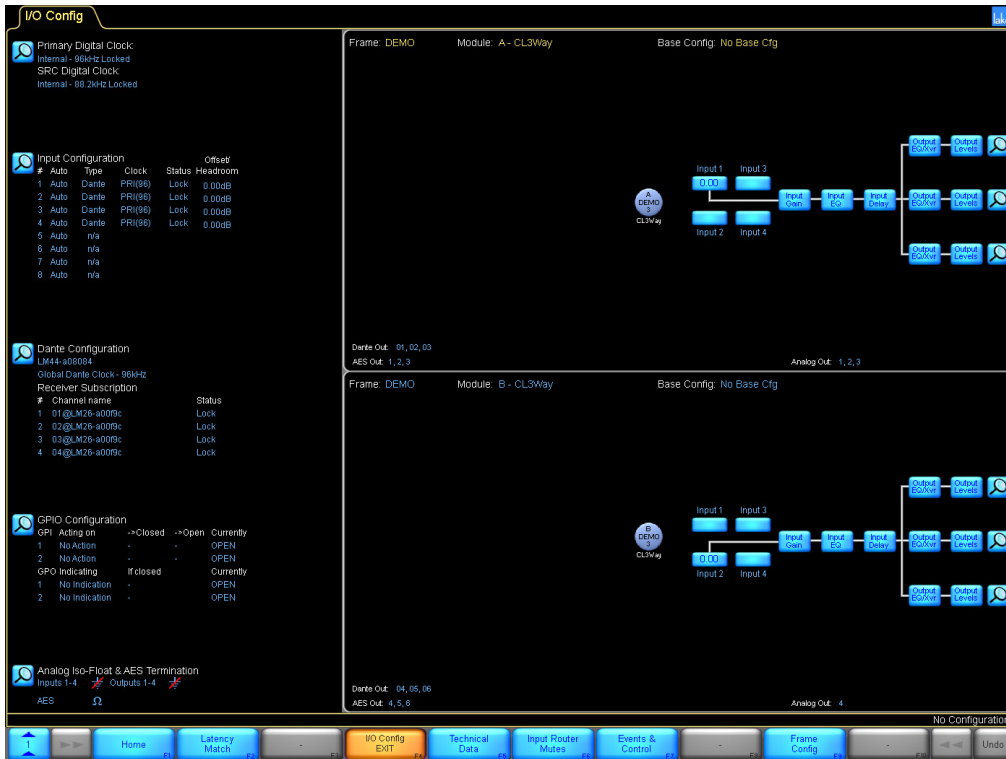 I/O Config
lake
Primary Digital Clock:
Internal - 96kHz Locked
SRC Digital Clock:
Internal - 88.2kHz Locked
Input Configuration
Offset/
# Auto Type Clock Status Headroom
1 Auto Dante PRI(96) Lock 0.00dB
2 Auto Dante PRI(96) Lock 0.00dB
3 Auto Dante PRI(96) Lock 0.00dB
4 Auto Dante PRI(96) Lock 0.00dB
5 Auto n/a
6 Auto n/a
7 Auto n/a
8 Auto n/a
Dante Configuration
LM44-a08084
Global Dante Clock - 96kHz
Receiver Subscription
# Channel name Status
1 01@LM26-a00f9c Lock
2 02@LM26-a00f9c Lock
3 03@LM26-a00f9c Lock
4 04@LM26-a00f9c Lock
GPIO Configuration
GPI Acting on ->Closed ->Open Currently
1 No Action - - OPEN
2 No Action - - OPEN
GPO Indicating If closed Currently
1 No Indication - OPEN
2 No Indication - OPEN
Analog Iso-Float & AES Termination
Inputs 1-4 Outputs 1-4
AES Ω
Frame: DEMO Module: A - CL3Way Base Config: No Base Cfg
Output EQ/Xvr Output Levels
Input 1 Input 3
0.00
A DEMO 3
CL3Way
Input Gain Input EQ Input Delay Output EQ/Xvr Output Levels
Input 2 Input 4
Output EQ/Xvr Output Levels
Dante Out: 01, 02, 03
AES Out: 1, 2, 3 Analog Out: 1, 2, 3
Frame: DEMO Module: B - CL3Way Base Config: No Base Cfg
Output EQ/Xvr Output Levels
Input 1 Input 3
B DEMO 3
CL3Way
Input Gain Input EQ Input Delay Output EQ/Xvr Output Levels
0.00
Input 2 Input 4
Output EQ/Xvr Output Levels
Dante Out: 04, 05, 06
AES Out: 4, 5, 6 Analog Out: 4
No Configuration
1 Home F1 Latency Match F2 - F3 I/O Config EXIT F4 Technical Data F5 Input Router Mutes F6 Events & Control F7 - F8 Frame Config F9 - F10 Undo